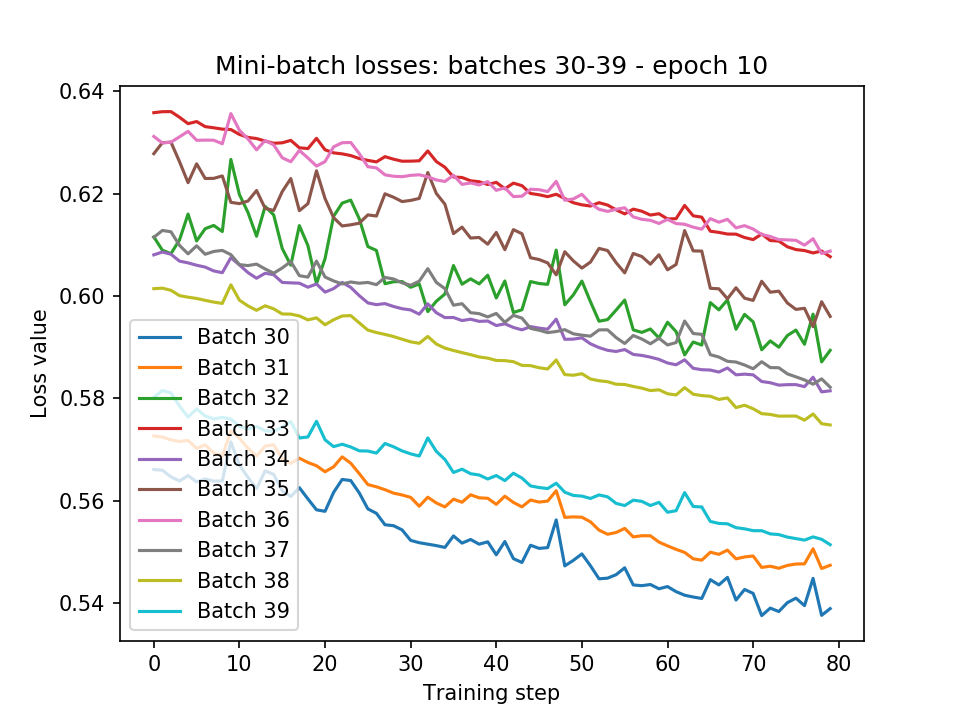 Mini-batch losses: batches 30-39 - epoch 10
Loss value
0.64
0.62
0.60
0.58
0.56
0.54
Batch 30
Batch 31
Batch 32
Batch 33
Batch 34
Batch 35
Batch 36
Batch 37
Batch 38
Batch 39
0 10 20 30 40 50 60 70 80
Training step